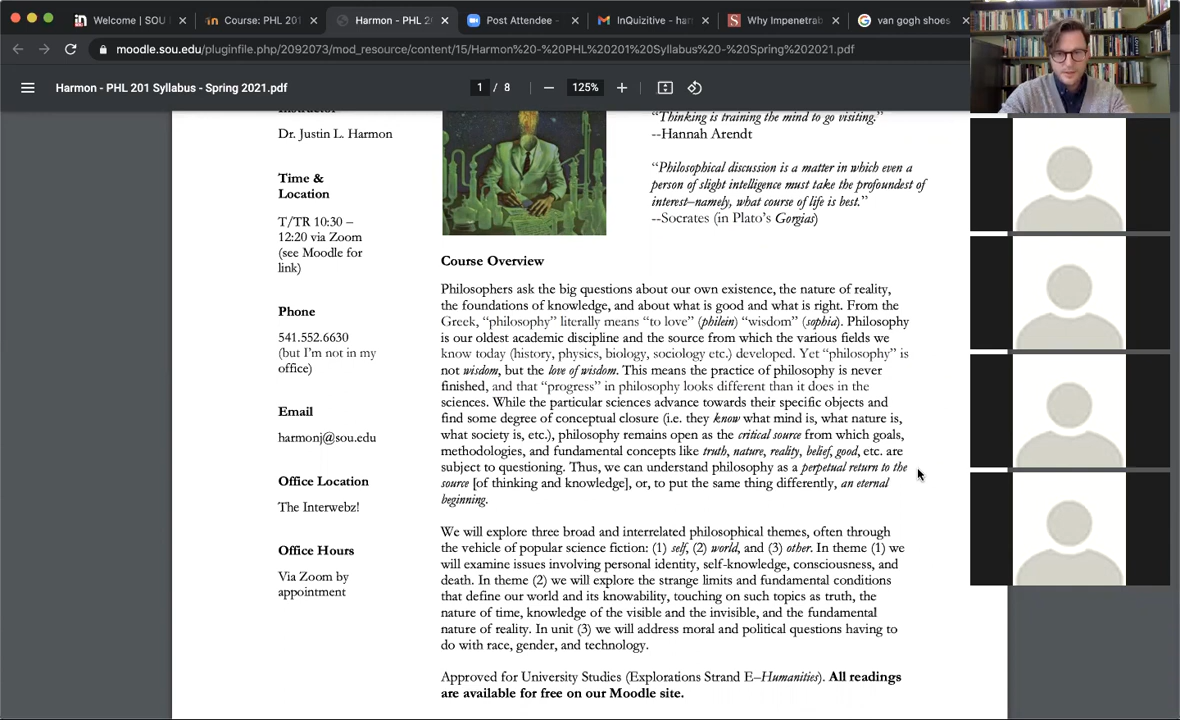 Welcome | SOU |
Course: PHL 201
Harmon - PHL 2
Post Attendee -
InQuizitive - har
Why Impenetrab
van gogh shoes
moodle.sou.edu/pluginfile.php/2092073/mod_resource/content/15/Harmon%20-%20PHL%20201%20Syllabus%20-%20Spring%202021.pdf
Harmon - PHL 201 Syllabus - Spring 2021.pdf
1 / 8
125%
Instructor
Dr. Justin L. Harmon
Time &
Location
T/TR 10:30 –
12:20 via Zoom
(see Moodle for
link)
Phone
541.552.6630
(but I'm not in my
office)
Email
harmonj@sou.edu
Office Location
The Interwebz!
Office Hours
Via Zoom by
appointment
“Thinking is training the mind to go visiting.”
--Hannah Arendt
“Philosophical discussion is a matter in which even a
person of slight intelligence must take the profoundest of
interest–namely, what course of life is best.”
--Socrates (in Plato’s Gorgias)
Course Overview
Philosophers ask the big questions about our own existence, the nature of reality,
the foundations of knowledge, and about what is good and what is right. From the
Greek, “philosophy” literally means “to love” (philein) “wisdom” (sophia). Philosophy
is our oldest academic discipline and the source from which the various fields we
know today (history, physics, biology, sociology etc.) developed. Yet “philosophy” is
not wisdom, but the love of wisdom. This means the practice of philosophy is never
finished, and that “progress” in philosophy looks different than it does in the
sciences. While the particular sciences advance towards their specific objects and
find some degree of conceptual closure (i.e. they know what mind is, what nature is,
what society is, etc.), philosophy remains open as the critical source from which goals,
methodologies, and fundamental concepts like truth, nature, reality, belief, good, etc. are
subject to questioning. Thus, we can understand philosophy as a perpetual return to the
source [of thinking and knowledge], or, to put the same thing differently, an eternal
beginning.
We will explore three broad and interrelated philosophical themes, often through
the vehicle of popular science fiction: (1) self, (2) world, and (3) other. In theme (1) we
will examine issues involving personal identity, self-knowledge, consciousness, and
death. In theme (2) we will explore the strange limits and fundamental conditions
that define our world and its knowability, touching on such topics as truth, the
nature of time, knowledge of the visible and the invisible, and the fundamental
nature of reality. In unit (3) we will address moral and political questions having to
do with race, gender, and technology.
Approved for University Studies (Explorations Strand E–Humanities). All readings
are available for free on our Moodle site.